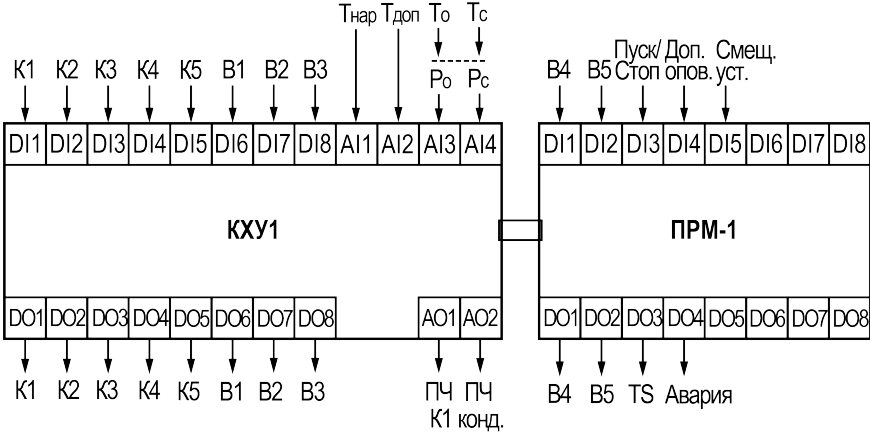 Тнар Тдоп То Тс
К1 К2 К3 К4 К5 В1 В2 В3 Ро Рс
В4 В5 Пуск/Стоп Доп. опов. Смещ. уст.
DI1 DI2 DI3 DI4 DI5 DI6 DI7 DI8 AI1 AI2 AI3 AI4
DI1 DI2 DI3 DI4 DI5 DI6 DI7 DI8
КХУ1
ПРМ-1
DO1 DO2 DO3 DO4 DO5 DO6 DO7 DO8 AO1 AO2
DO1 DO2 DO3 DO4 DO5 DO6 DO7 DO8
К1 К2 К3 К4 К5 В1 В2 В3 ПЧ К1 ПЧ конд.
В4 В5 TS Авария